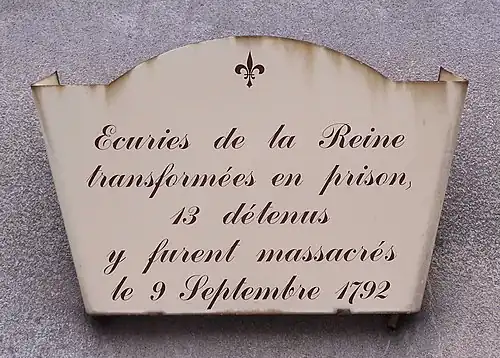 Ecuries de la Reine
transformées en prison,
13 détenus
y furent massacrés
le 9 Septembre 1792